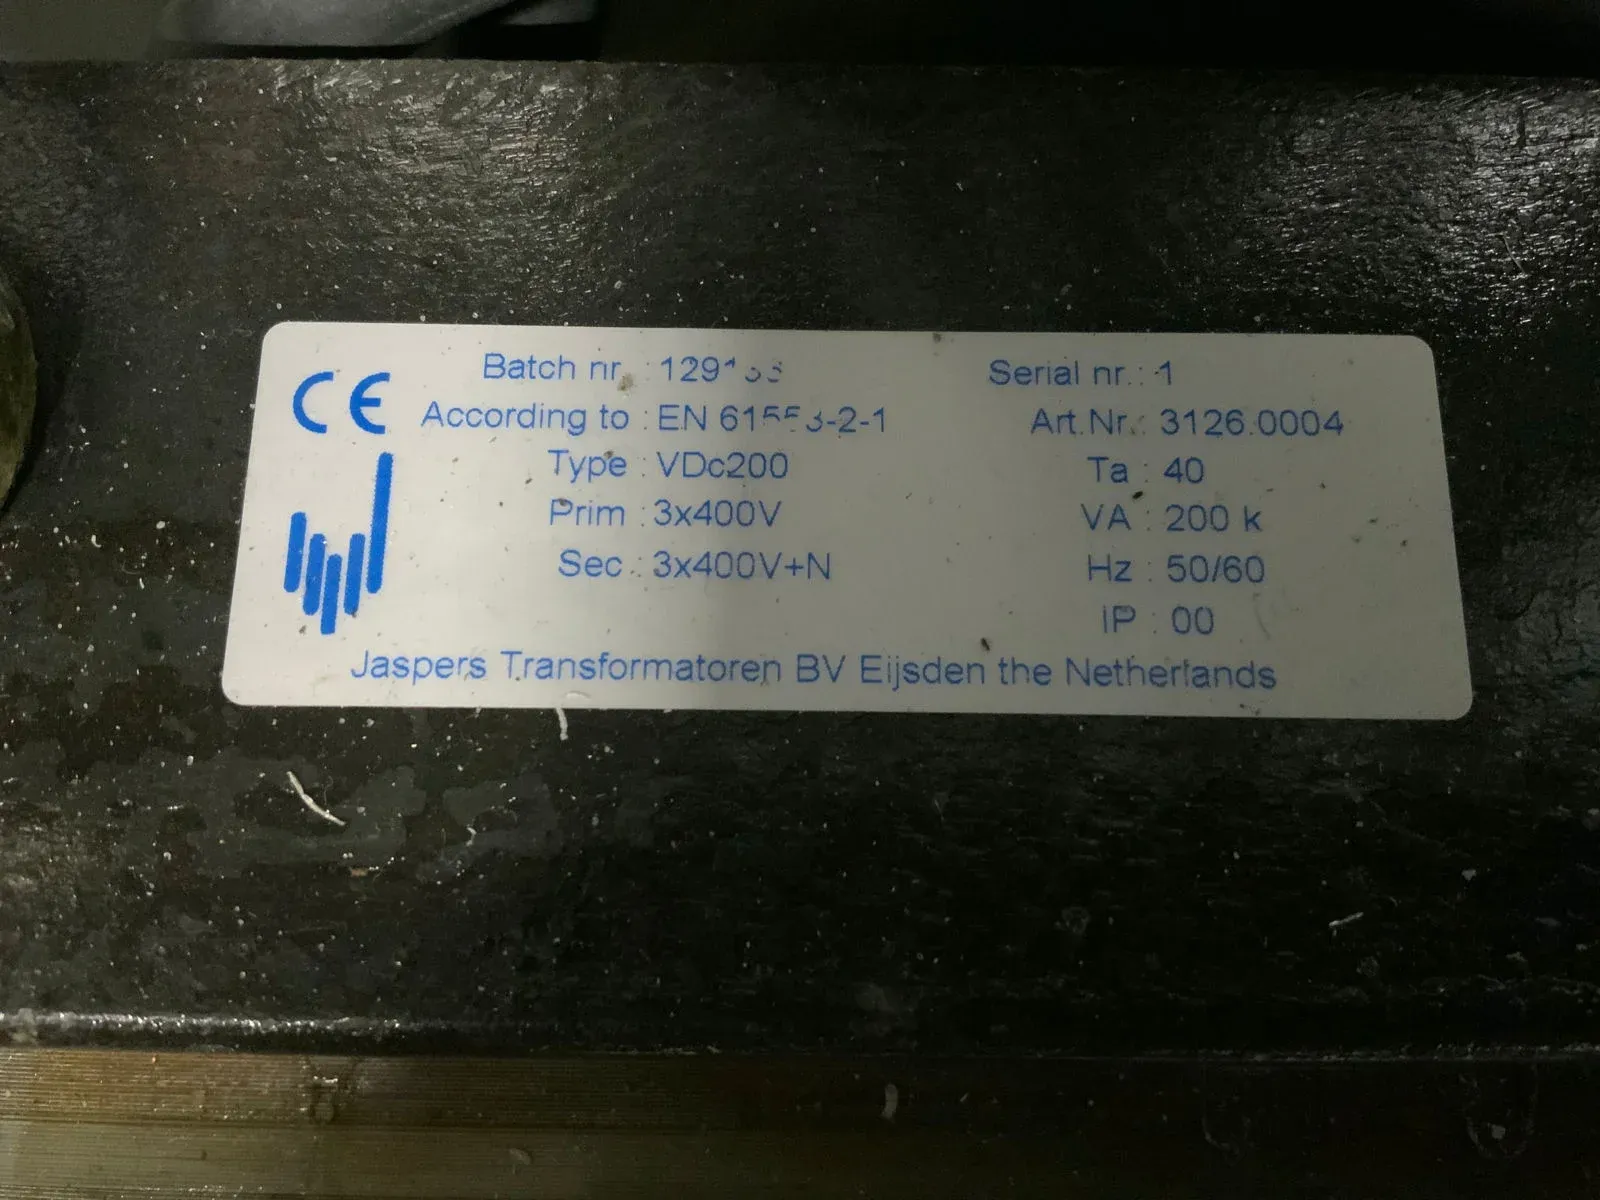 CE
Batch nr. : Serial nr.: 1
According to : EN Art.Nr.: 3126.0004
Type : VDc200 Ta : 40
Prim : 3x400V VA : 200 k
Sec.: 3x400V+N Hz : 50/60
IP : 00
Jaspers Transformatoren BV Eijsden the Netherlands